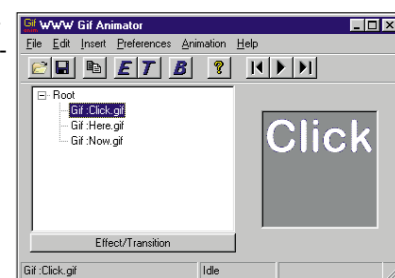 WWW Gif Animator
File Edit Insert Preferences Animation Help
E T B ?
Root
Gif :Click.gif
Gif :Here.gif
Gif :Now.gif
Click
Effect/Transition
Gif :Click.gif Idle